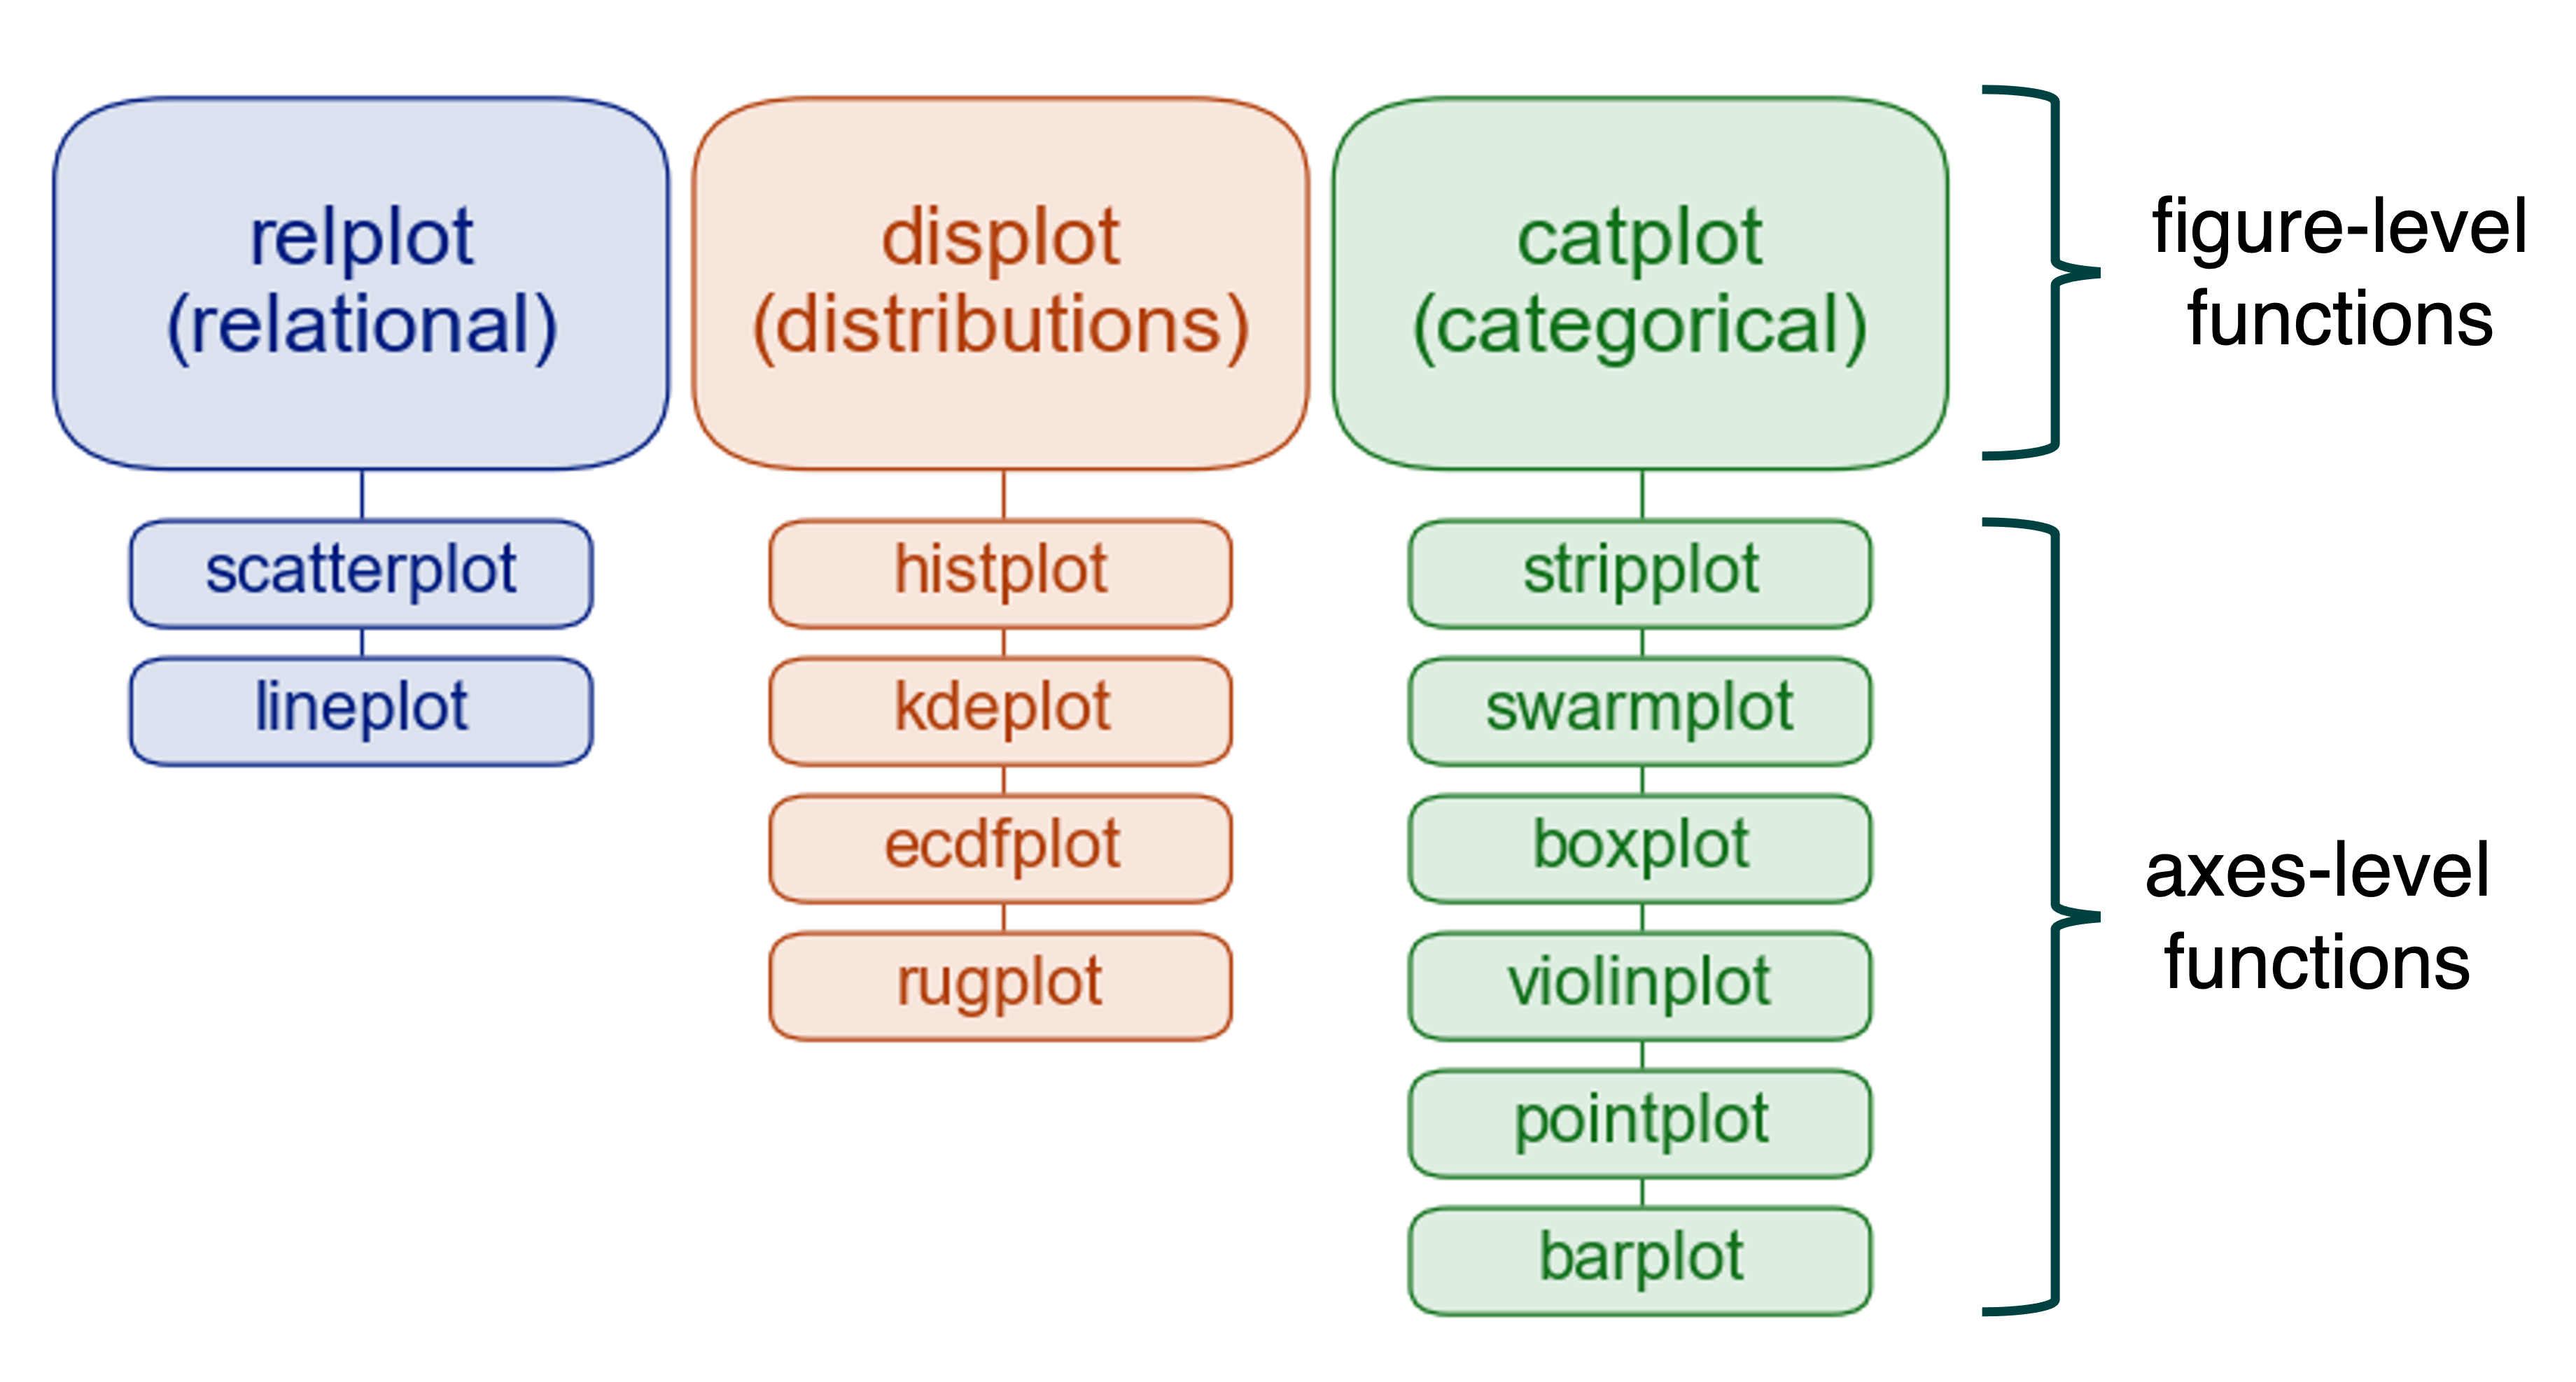 relplot
(relational)
scatterplot
lineplot
displot
(distributions)
histplot
kdeplot
ecdfplot
rugplot
catplot
(categorical)
stripplot
swarmplot
boxplot
violinplot
pointplot
barplot
figure-level
functions
axes-level
functions